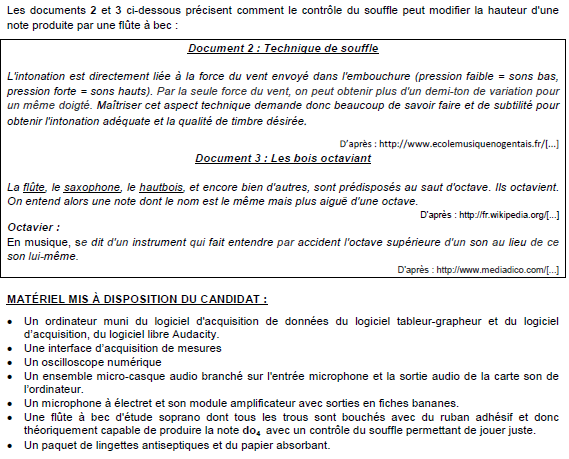 Les documents 2 et 3 ci-dessous précisent comment le contrôle du souffle peut modifier la hauteur d'une
note produite par une flûte à bec :
Document 2 : Technique de souffle
L'intonation est directement liée à la force du vent envoyé dans l'embouchure (pression faible = sons bas,
pression forte = sons hauts). Par la seule force du vent, on peut obtenir plus d'un demi-ton de variation pour
un même doigté. Maîtriser cet aspect technique demande donc beaucoup de savoir faire et de subtilité pour
obtenir l'intonation adéquate et la qualité de timbre désirée.
D'après : http://www.ecolemusiquenogentais.fr/[...]
Document 3 : Les bois octaviant
La flûte, le saxophone, le hautbois, et encore bien d'autres, sont prédisposés au saut d'octave. Ils octavient.
On entend alors une note dont le nom est le même mais plus aiguë d'une octave.
D'après : http://fr.wikipedia.org/[...]
Octavier :
En musique, se dit d'un instrument qui fait entendre par accident l'octave supérieure d'un son au lieu de ce
son lui-même.
D'après : http://www.mediadico.com/[...]
MATÉRIEL MIS À DISPOSITION DU CANDIDAT :
• Un ordinateur muni du logiciel d'acquisition de données du logiciel tableur-grapheur et du logiciel
d'acquisition, du logiciel libre Audacity.
• Une interface d'acquisition de mesures
• Un oscilloscope numérique
• Un ensemble micro-casque audio branché sur l'entrée microphone et la sortie audio de la carte son de
l'ordinateur.
• Un microphone à électret et son module amplificateur avec sorties en fiches bananes.
• Une flûte à bec d'étude soprano dont tous les trous sont bouchés avec du ruban adhésif et donc
théoriquement capable de produire la note do₄ avec un contrôle du souffle permettant de jouer juste.
• Un paquet de lingettes antiseptiques et du papier absorbant.